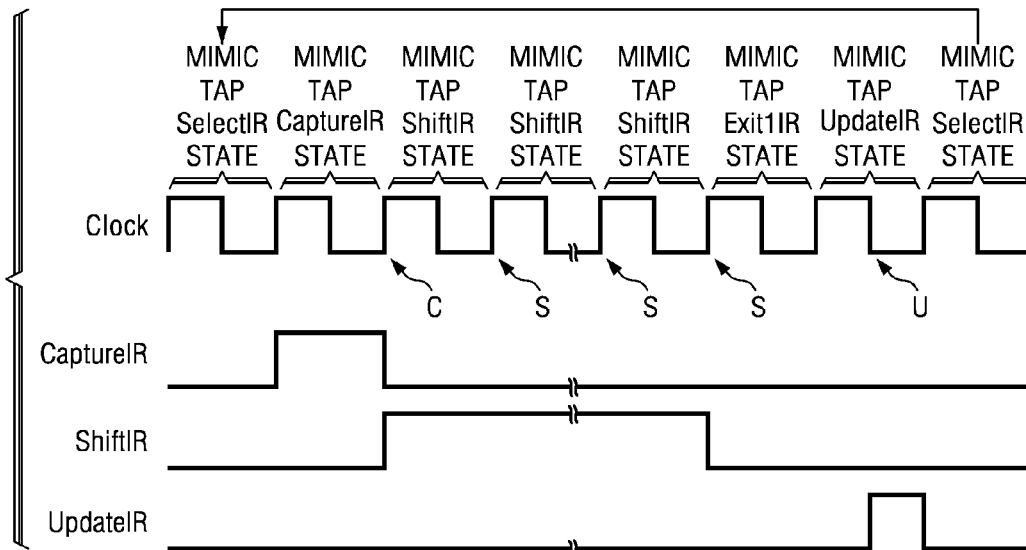 MIMIC TAP SelectIR STATE
MIMIC TAP CaptureIR STATE
MIMIC TAP ShiftIR STATE
MIMIC TAP ShiftIR STATE
MIMIC TAP ShiftIR STATE
MIMIC TAP Exit1IR STATE
MIMIC TAP UpdateIR STATE
MIMIC TAP SelectIR STATE
Clock
C S S S U
CaptureIR
ShiftIR
UpdateIR